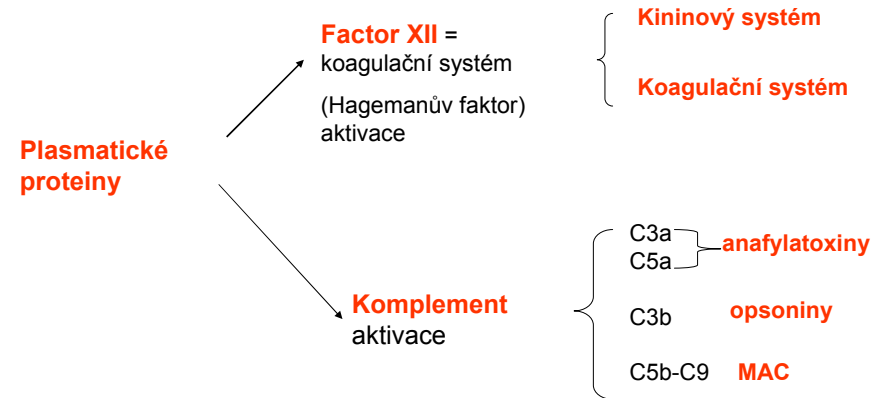 Plasmatické
proteiny
Factor XII =
koagulační systém
(Hagemanův faktor)
aktivace
Kininový systém
Koagulační systém
Komplement
aktivace
C3a
C5a
anafylatoxiny
C3b
opsoniny
C5b-C9
MAC